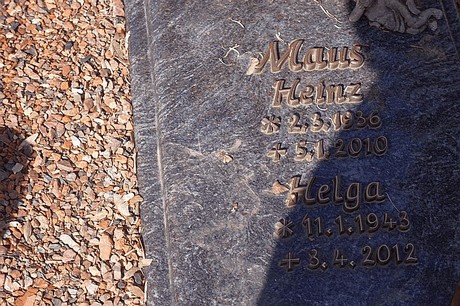 Maus
Heinz
* 2.3.1936
+ 5.1.2010
Helga
* 11.1.1943
+ 3.4.2012